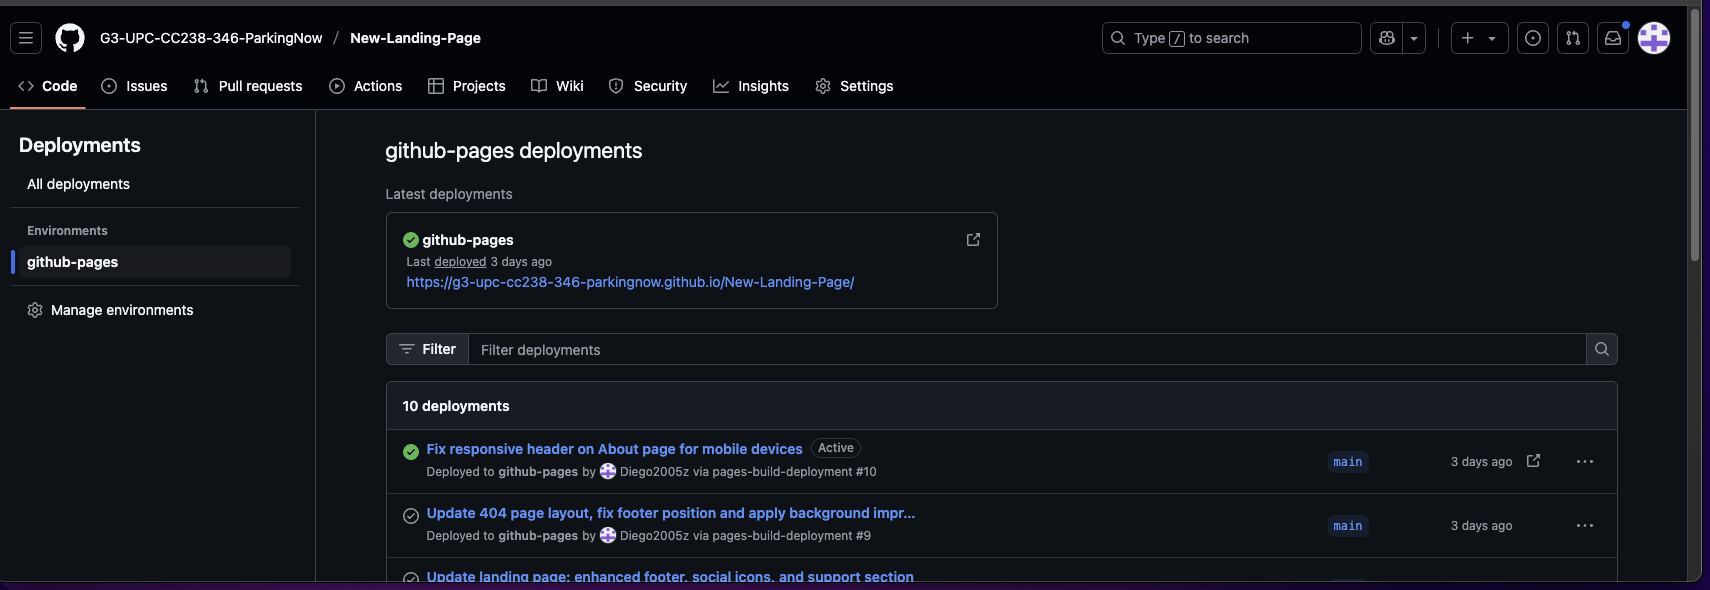 G3-UPC-CC238-346-ParkingNow / New-Landing-Page
Type / to search
Code Issues Pull requests Actions Projects Wiki Security Insights Settings
Deployments
All deployments
Environments
github-pages
Manage environments
github-pages deployments
Latest deployments
github-pages
Last deployed 3 days ago
https://g3-upc-cc238-346-parkingnow.github.io/New-Landing-Page/
Filter Filter deployments
10 deployments
Fix responsive header on About page for mobile devices Active
Deployed to github-pages by Diego2005z via pages-build-deployment #10
main 3 days ago
Update 404 page layout, fix footer position and apply background impr...
Deployed to github-pages by Diego2005z via pages-build-deployment #9
main 3 days ago
Update landing page: enhanced footer, social icons, and support section